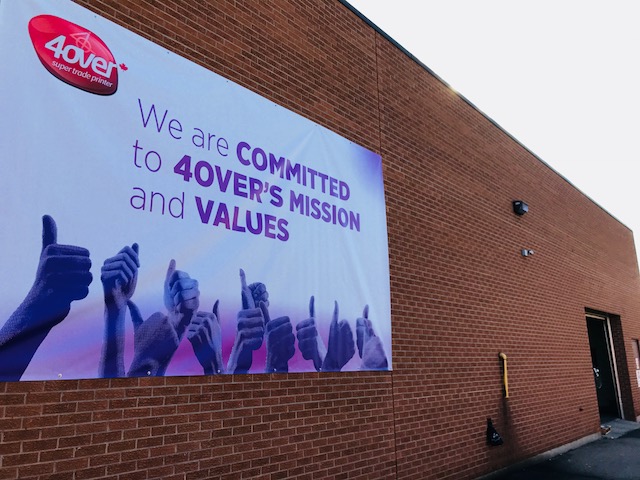 4over
super trade printer
We are COMMITTED
to 4OVER'S MISSION
and VALUES